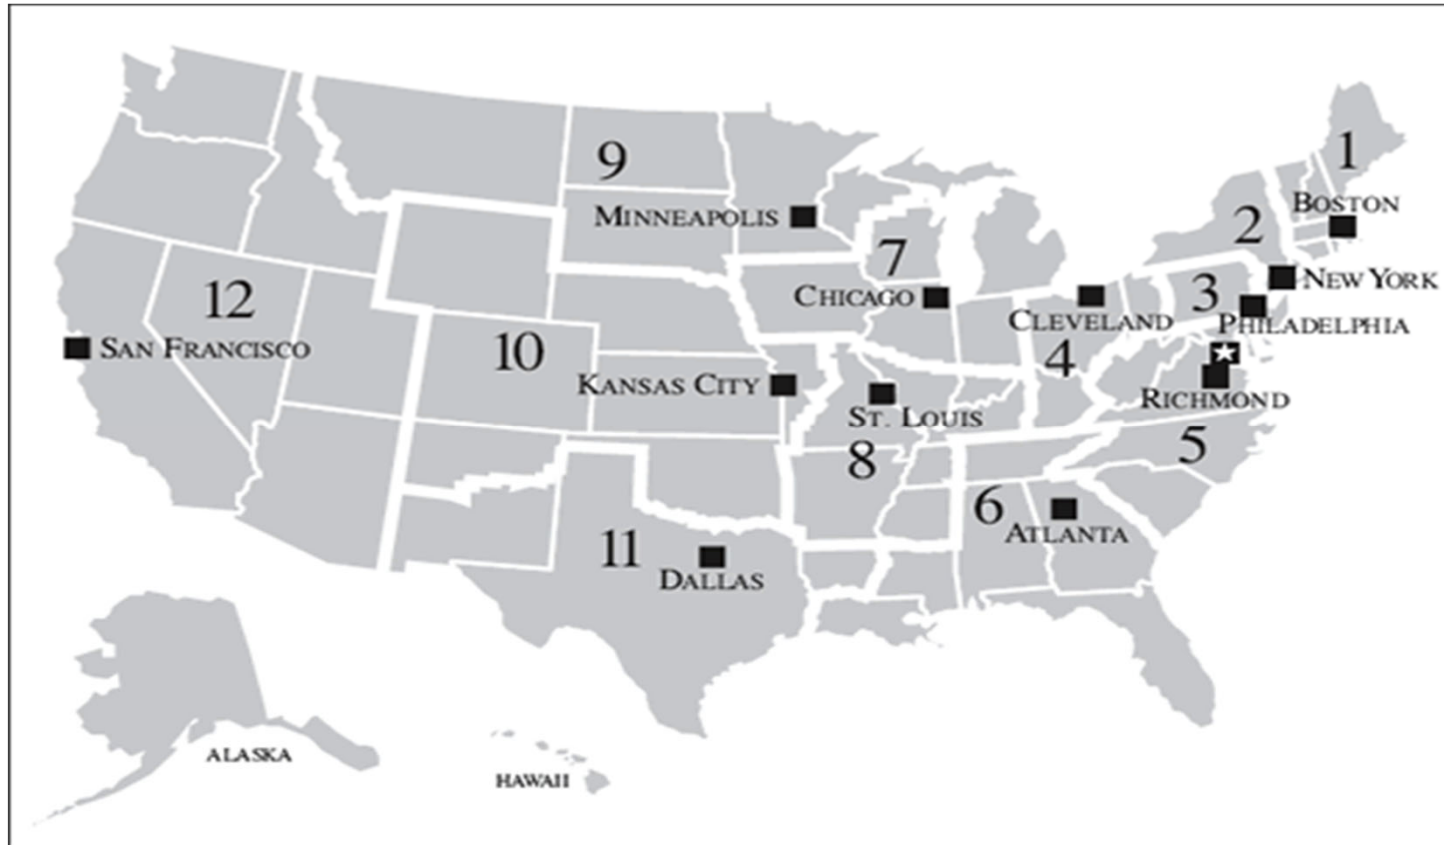 1
9
BOSTON
MINNEAPOLIS
2
7
NEW YORK
12
CHICAGO
3
CLEVELAND
PHILADELPHIA
SAN FRANCISCO
10
4
KANSAS CITY
RICHMOND
ST. LOUIS
5
8
6
ATLANTA
11
DALLAS
ALASKA
HAWAII